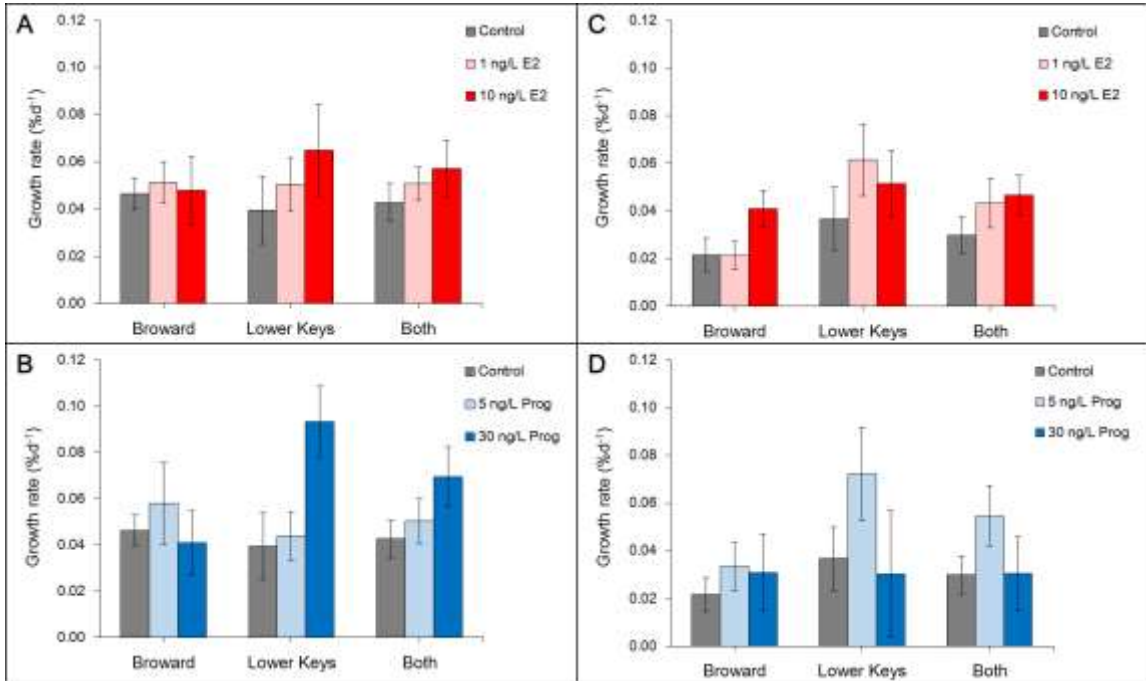 A
Control
1 ng/L E2
10 ng/L E2
Growth rate (%d⁻¹)
0.12
0.10
0.08
0.06
0.04
0.02
0.00
Broward
Lower Keys
Both
C
Control
1 ng/L E2
10 ng/L E2
Growth rate (%d⁻¹)
0.12
0.10
0.08
0.06
0.04
0.02
0.00
Broward
Lower Keys
Both
B
Control
5 ng/L Prog
30 ng/L Prog
Growth rate (%d⁻¹)
0.12
0.10
0.08
0.06
0.04
0.02
0.00
Broward
Lower Keys
Both
D
Control
5 ng/L Prog
30 ng/L Prog
Growth rate (%d⁻¹)
0.12
0.10
0.08
0.06
0.04
0.02
0.00
Broward
Lower Keys
Both